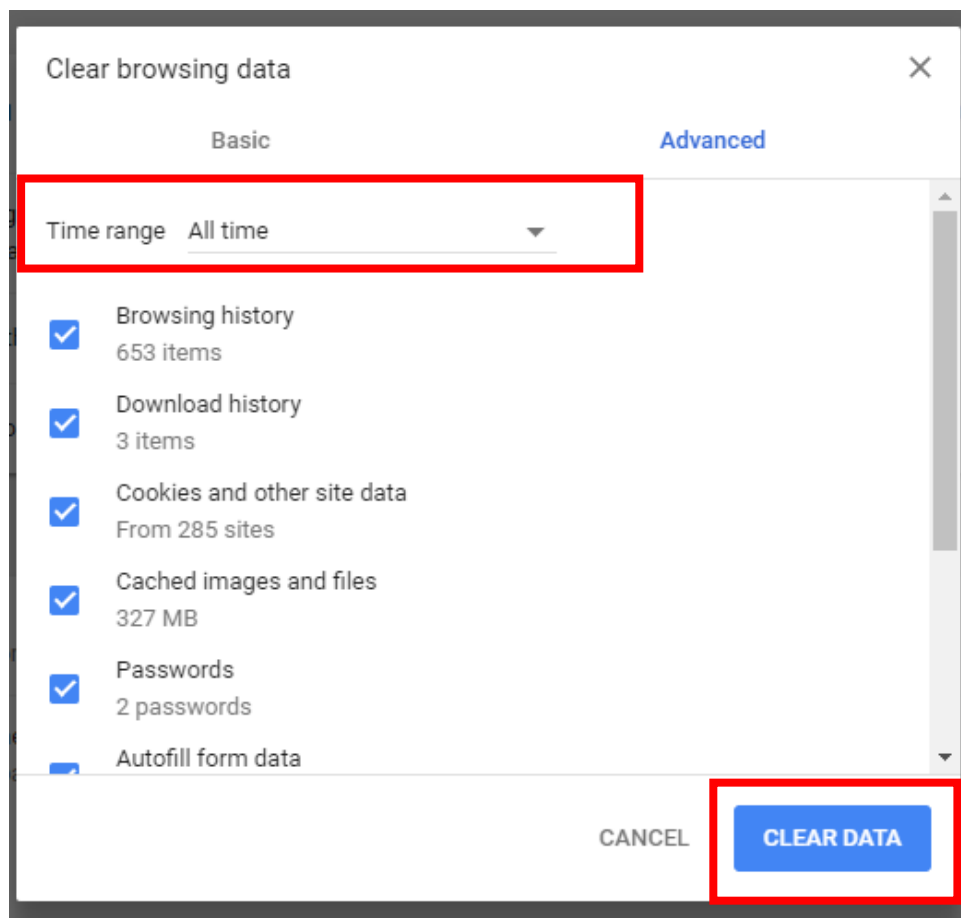 Clear browsing data
Basic Advanced
Time range All time
Browsing history
653 items
Download history
3 items
Cookies and other site data
From 285 sites
Cached images and files
327 MB
Passwords
2 passwords
Autofill form data
CANCEL CLEAR DATA